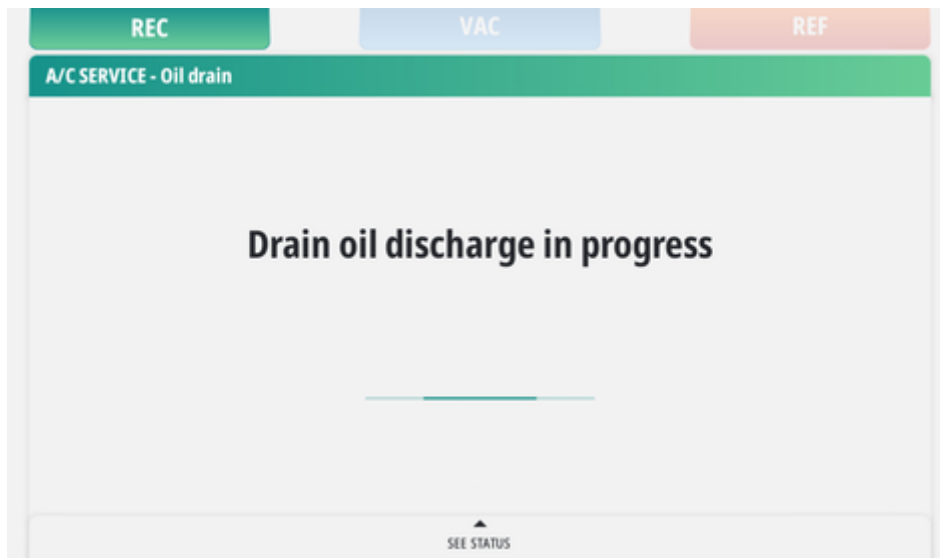 REC VAC REF
A/C SERVICE - Oil drain
Drain oil discharge in progress
SEE STATUS